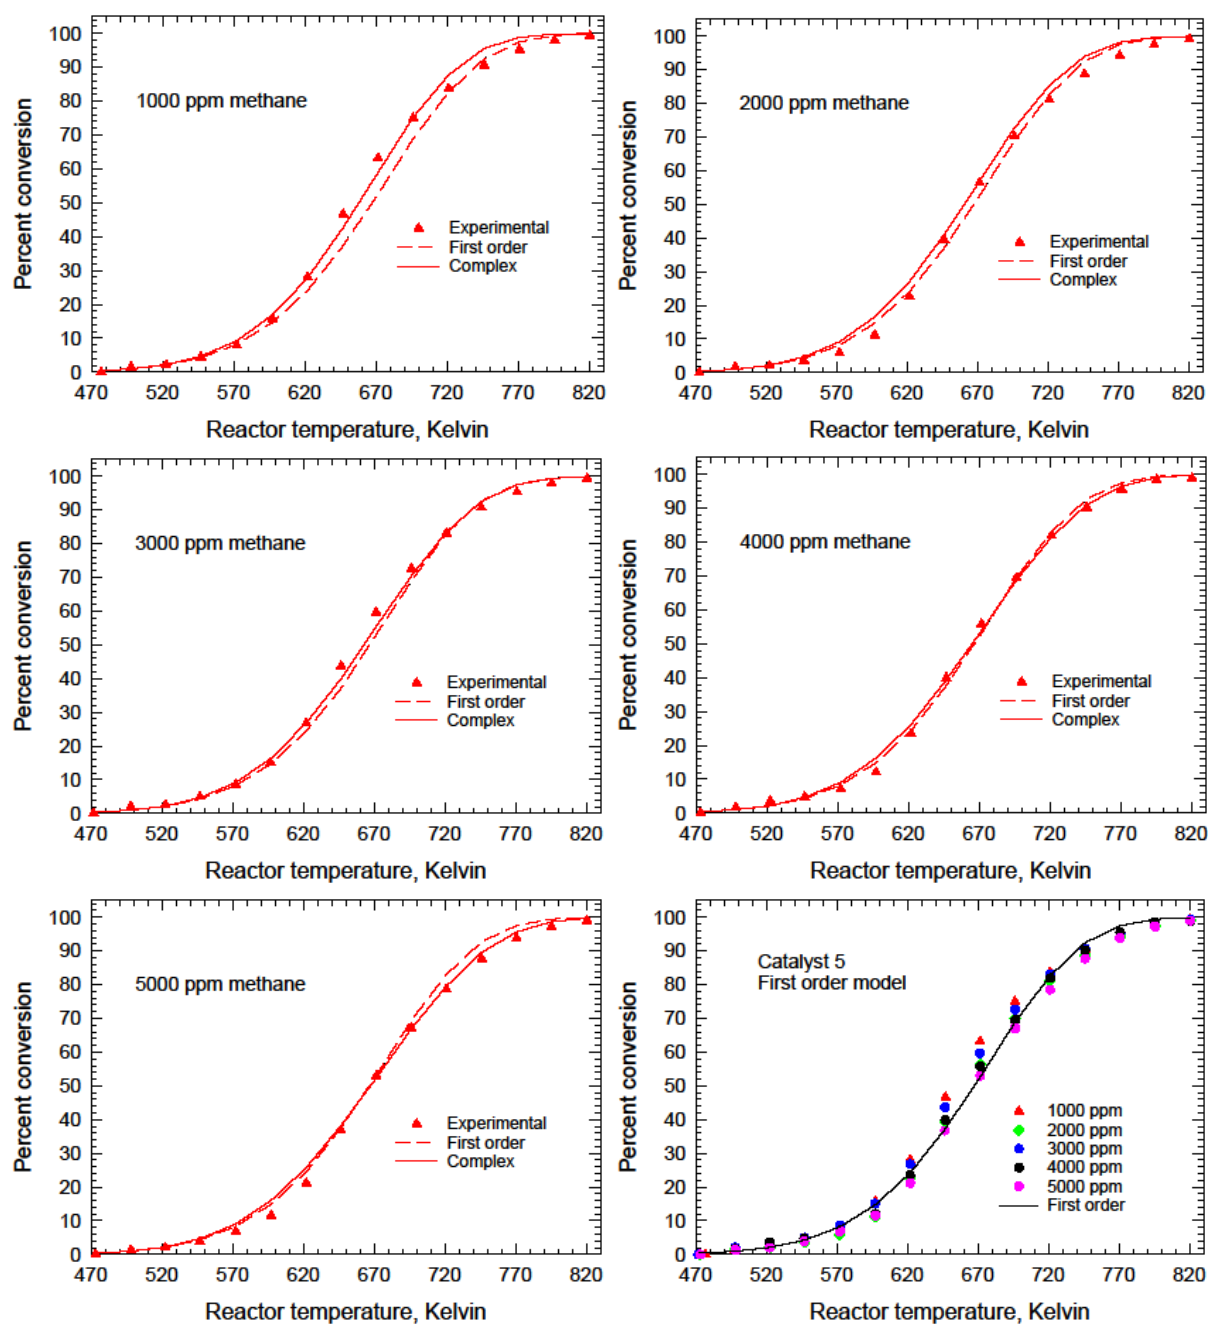 100
90
80
70
60
50
40
30
20
10
0
Percent conversion
1000 ppm methane
Experimental
First order
Complex
470 520 570 620 670 720 770 820
Reactor temperature, Kelvin
100
90
80
70
60
50
40
30
20
10
0
Percent conversion
2000 ppm methane
Experimental
First order
Complex
470 520 570 620 670 720 770 820
Reactor temperature, Kelvin
100
90
80
70
60
50
40
30
20
10
0
Percent conversion
3000 ppm methane
Experimental
First order
Complex
470 520 570 620 670 720 770 820
Reactor temperature, Kelvin
100
90
80
70
60
50
40
30
20
10
0
Percent conversion
4000 ppm methane
Experimental
First order
Complex
470 520 570 620 670 720 770 820
Reactor temperature, Kelvin
100
90
80
70
60
50
40
30
20
10
0
Percent conversion
5000 ppm methane
Experimental
First order
Complex
470 520 570 620 670 720 770 820
Reactor temperature, Kelvin
100
90
80
70
60
50
40
30
20
10
0
Percent conversion
Catalyst 5
First order model
1000 ppm
2000 ppm
3000 ppm
4000 ppm
5000 ppm
First order
470 520 570 620 670 720 770 820
Reactor temperature, Kelvin